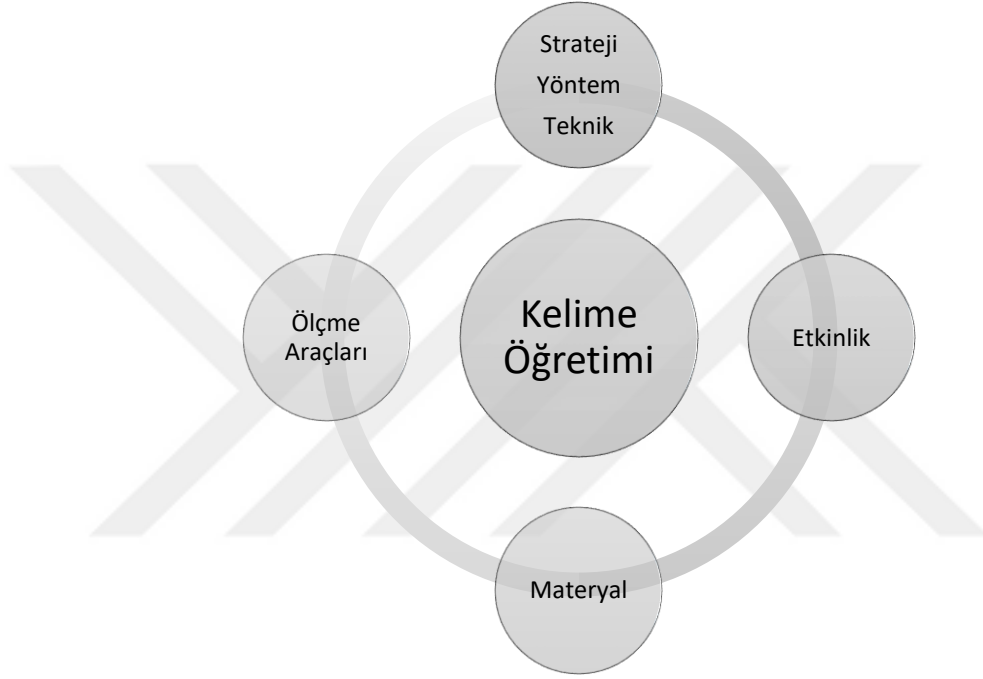 Strateji
Yöntem
Teknik
Ölçme
Araçları
Kelime
Öğretimi
Etkinlik
Materyal